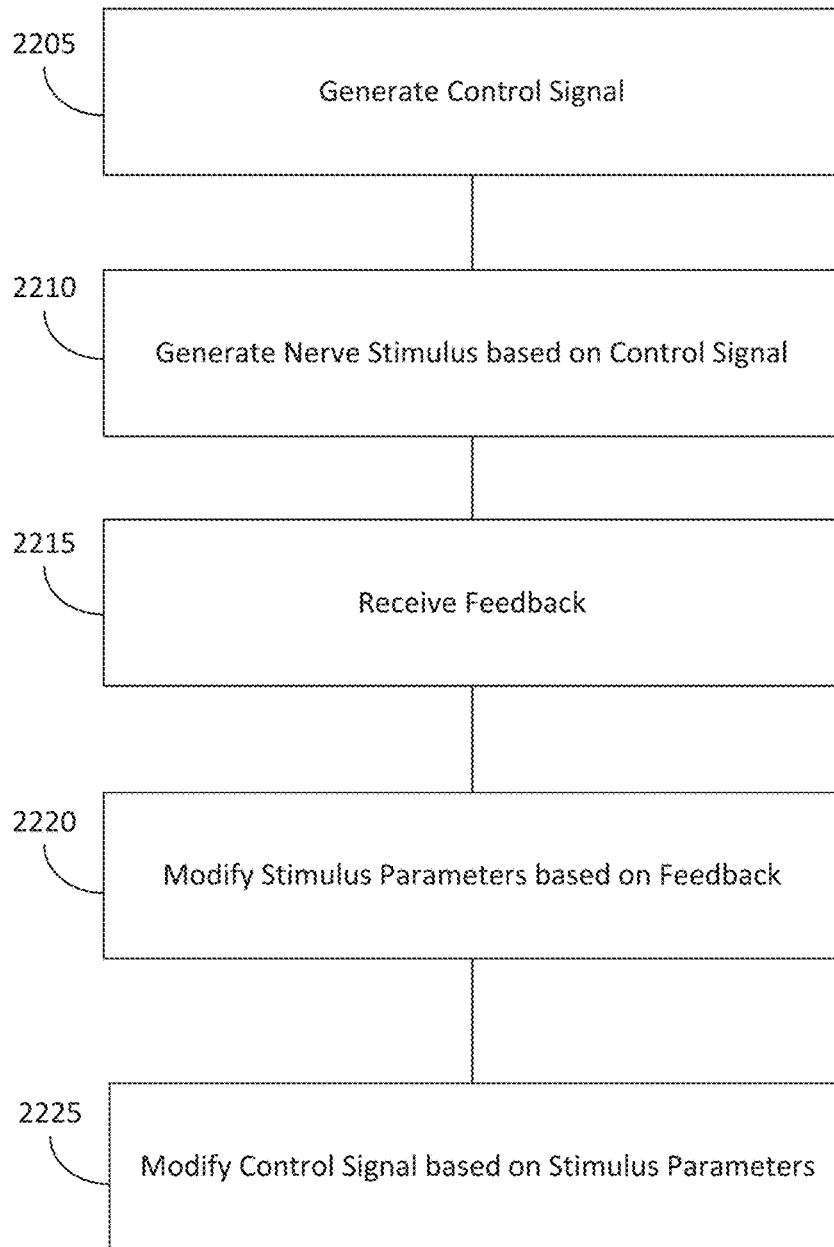 2205
Generate Control Signal
2210
Generate Nerve Stimulus based on Control Signal
2215
Receive Feedback
2220
Modify Stimulus Parameters based on Feedback
2225
Modify Control Signal based on Stimulus Parameters